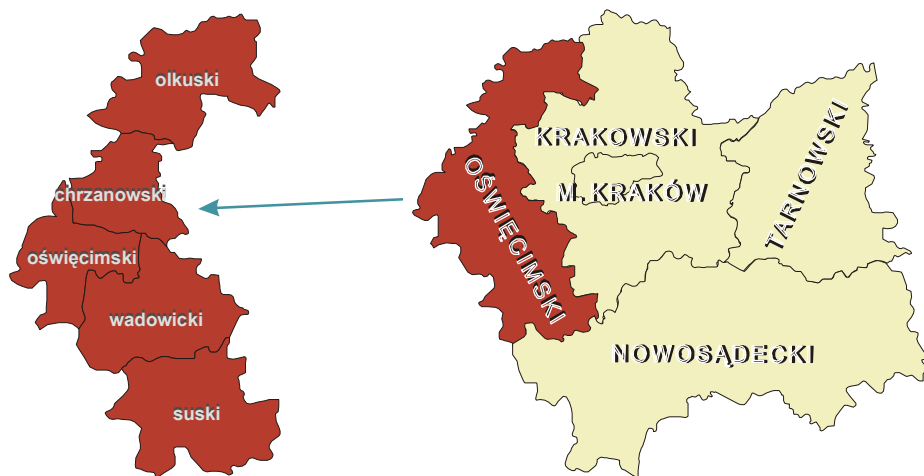 olkuski
chrzanowski
oświęcimski
wadowicki
suski
KRAKOWSKI
M. KRAKÓW
OŚWIĘCIMSKI
TARNOWSKI
NOWOSĄDECKI